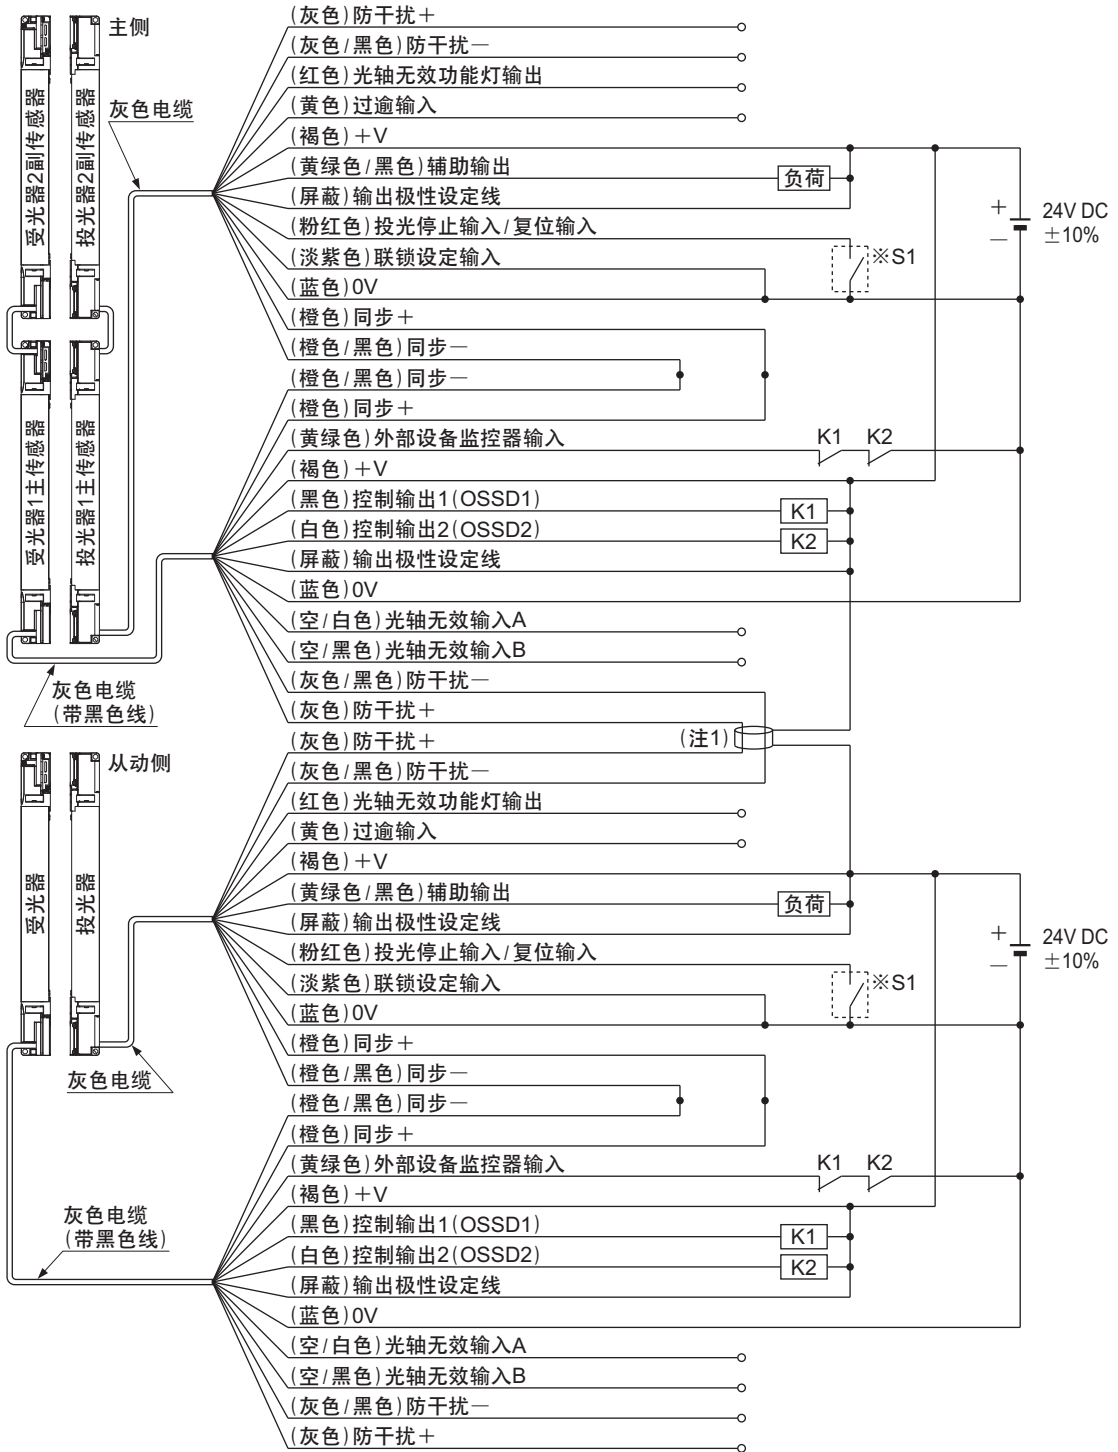 主侧
受光器2副传感器
投光器2副传感器
灰色电缆
受光器1主传感器
投光器1主传感器
灰色电缆
(带黑色线)
(灰色)防干扰+
(灰色/黑色)防干扰—
(红色)光轴无效功能灯输出
(黄色)过逾输入
(褐色)+V
(黄绿色/黑色)辅助输出
负荷
(屏蔽)输出极性设定线
(粉红色)投光停止输入/复位输入
※S1
(淡紫色)联锁设定输入
(蓝色)0V
+
—
24V DC
±10%
(橙色)同步+
(橙色/黑色)同步—
(橙色/黑色)同步—
(橙色)同步+
(黄绿色)外部设备监控器输入
K1 K2
(褐色)+V
(黑色)控制输出1(OSSD1)
K1
(白色)控制输出2(OSSD2)
K2
(屏蔽)输出极性设定线
(蓝色)0V
(空/白色)光轴无效输入A
(空/黑色)光轴无效输入B
(灰色/黑色)防干扰—
(灰色)防干扰+
(注1)
从动侧
受光器
投光器
灰色电缆
灰色电缆
(带黑色线)
(灰色)防干扰+
(灰色/黑色)防干扰—
(红色)光轴无效功能灯输出
(黄色)过逾输入
(褐色)+V
(黄绿色/黑色)辅助输出
负荷
(屏蔽)输出极性设定线
(粉红色)投光停止输入/复位输入
※S1
(淡紫色)联锁设定输入
(蓝色)0V
+
—
24V DC
±10%
(橙色)同步+
(橙色/黑色)同步—
(橙色/黑色)同步—
(橙色)同步+
(黄绿色)外部设备监控器输入
K1 K2
(褐色)+V
(黑色)控制输出1(OSSD1)
K1
(白色)控制输出2(OSSD2)
K2
(屏蔽)输出极性设定线
(蓝色)0V
(空/白色)光轴无效输入A
(空/黑色)光轴无效输入B
(灰色/黑色)防干扰—
(灰色)防干扰+